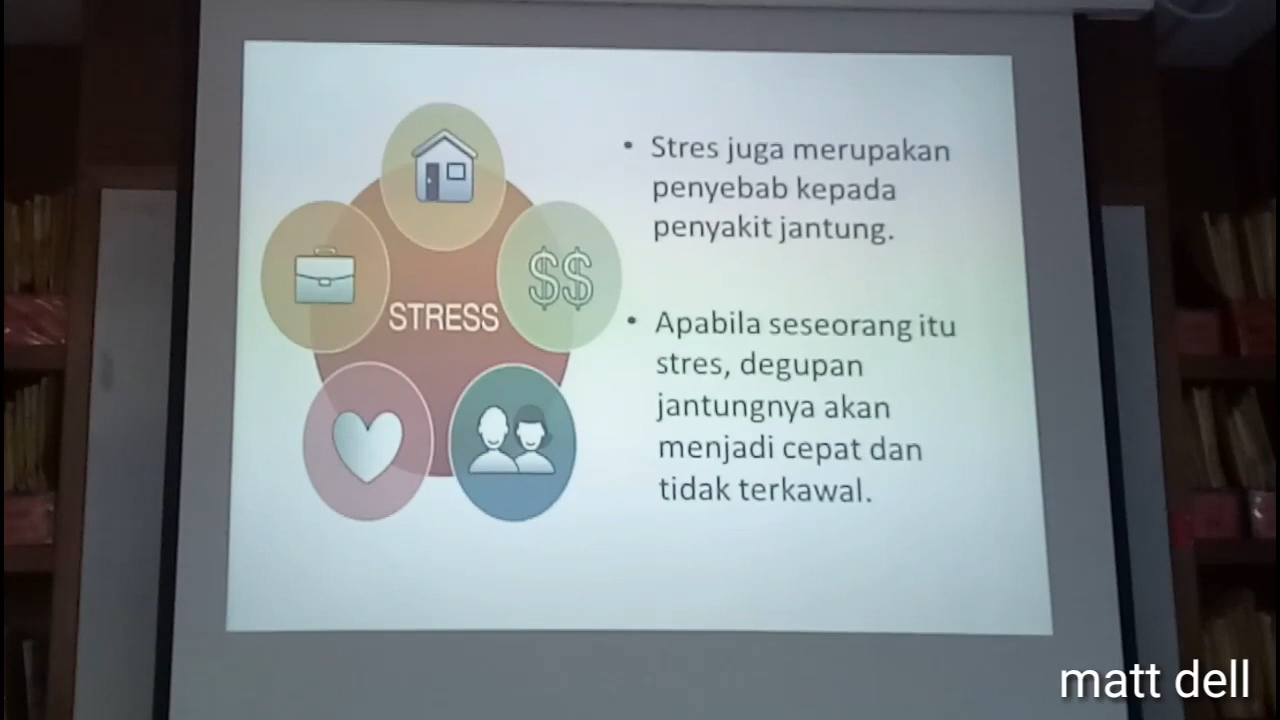 STRESS
$$
• Stres juga merupakan
penyebab kepada
penyakit jantung.
• Apabila seseorang itu
stres, degupan
jantungnya akan
menjadi cepat dan
tidak terkawal.
matt dell